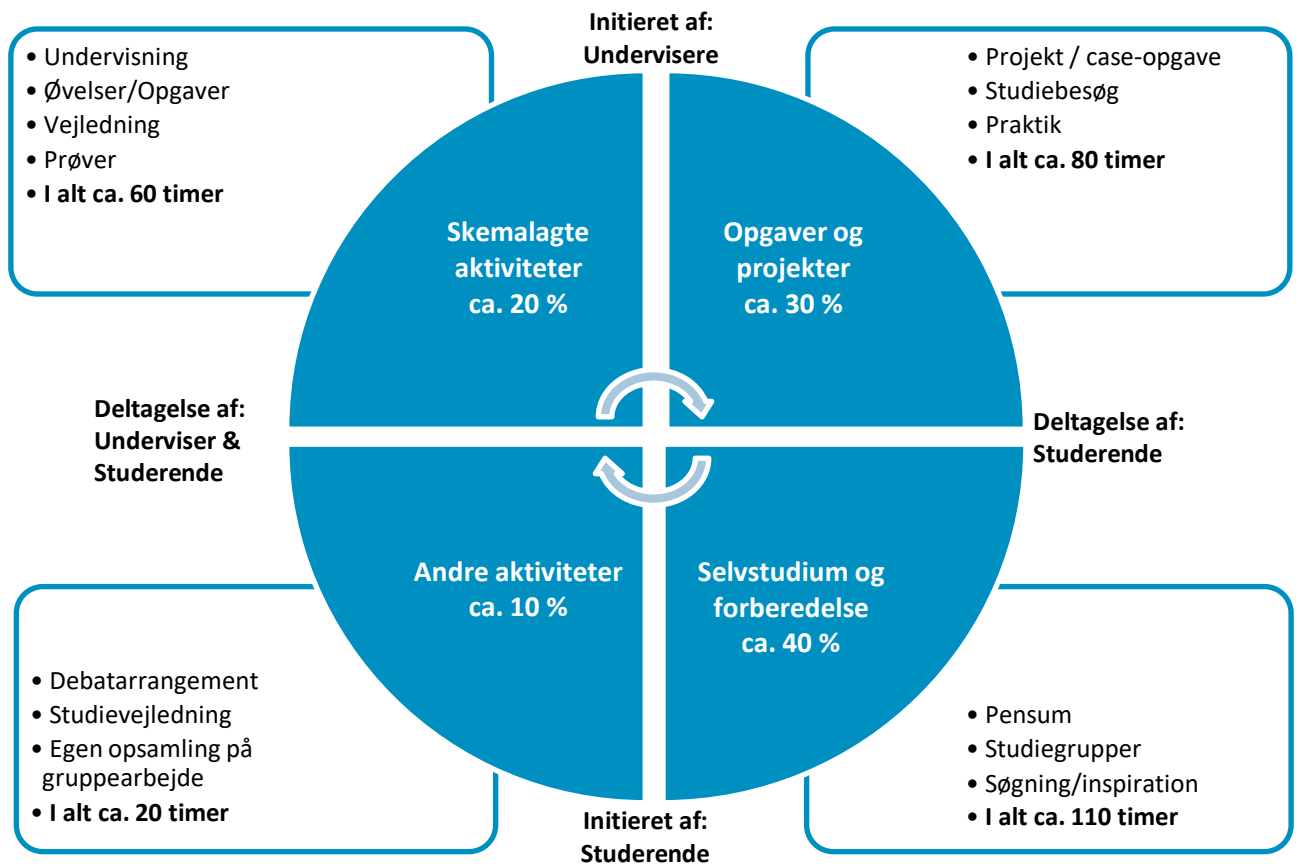 Initieret af:
Undervisere
• Undervisning
• Øvelser/Opgaver
• Vejledning
• Prøver
• I alt ca. 60 timer
• Projekt / case-opgave
• Studiebesøg
• Praktik
• I alt ca. 80 timer
Skemalagte
aktiviteter
ca. 20 %
Opgaver og
projekter
ca. 30 %
Deltagelse af:
Underviser &
Studerende
Deltagelse af:
Studerende
Andre aktiviteter
ca. 10 %
Selvstudium og
forberedelse
ca. 40 %
• Debatarrangement
• Studievejledning
• Egen opsamling på
gruppearbejde
• I alt ca. 20 timer
• Pensum
• Studiegrupper
• Søgning/inspiration
• I alt ca. 110 timer
Initieret af:
Studerende